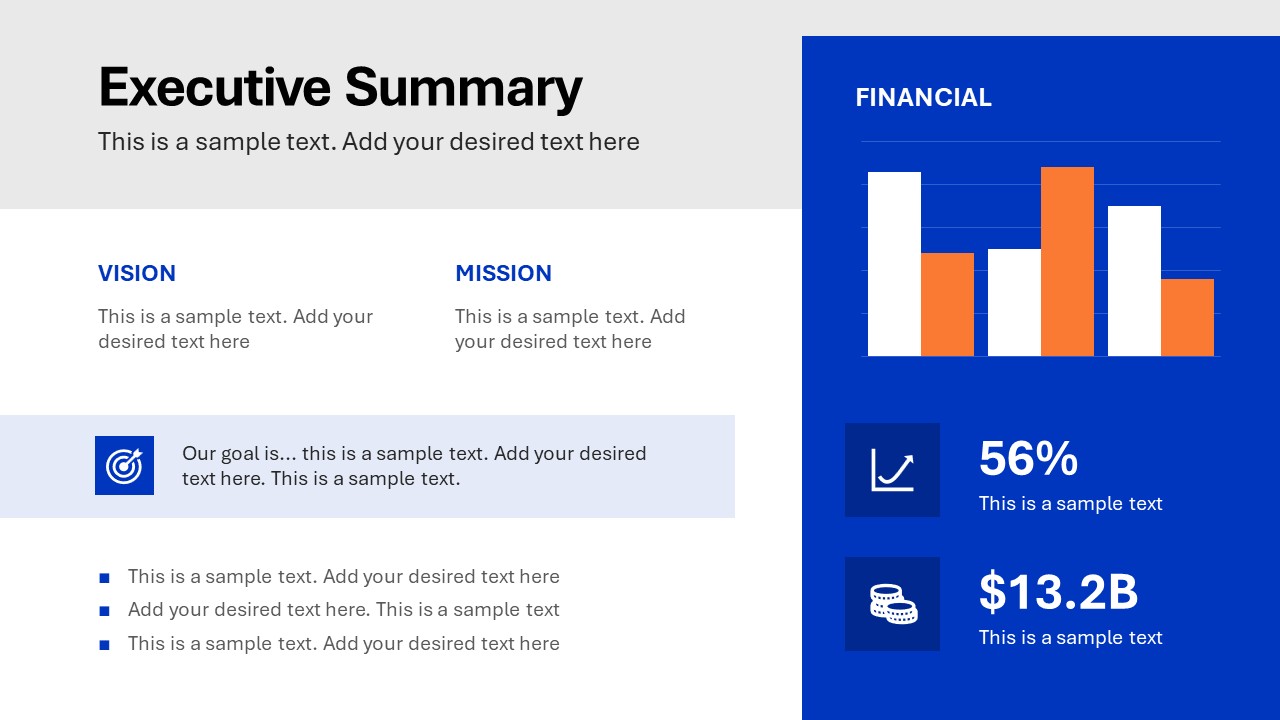 Executive Summary
This is a sample text. Add your desired text here
VISION
This is a sample text. Add your
desired text here
MISSION
This is a sample text. Add
your desired text here
Our goal is... this is a sample text. Add your desired
text here. This is a sample text.
This is a sample text. Add your desired text here
Add your desired text here. This is a sample text
This is a sample text. Add your desired text here
FINANCIAL
56%
This is a sample text
$13.2B
This is a sample text